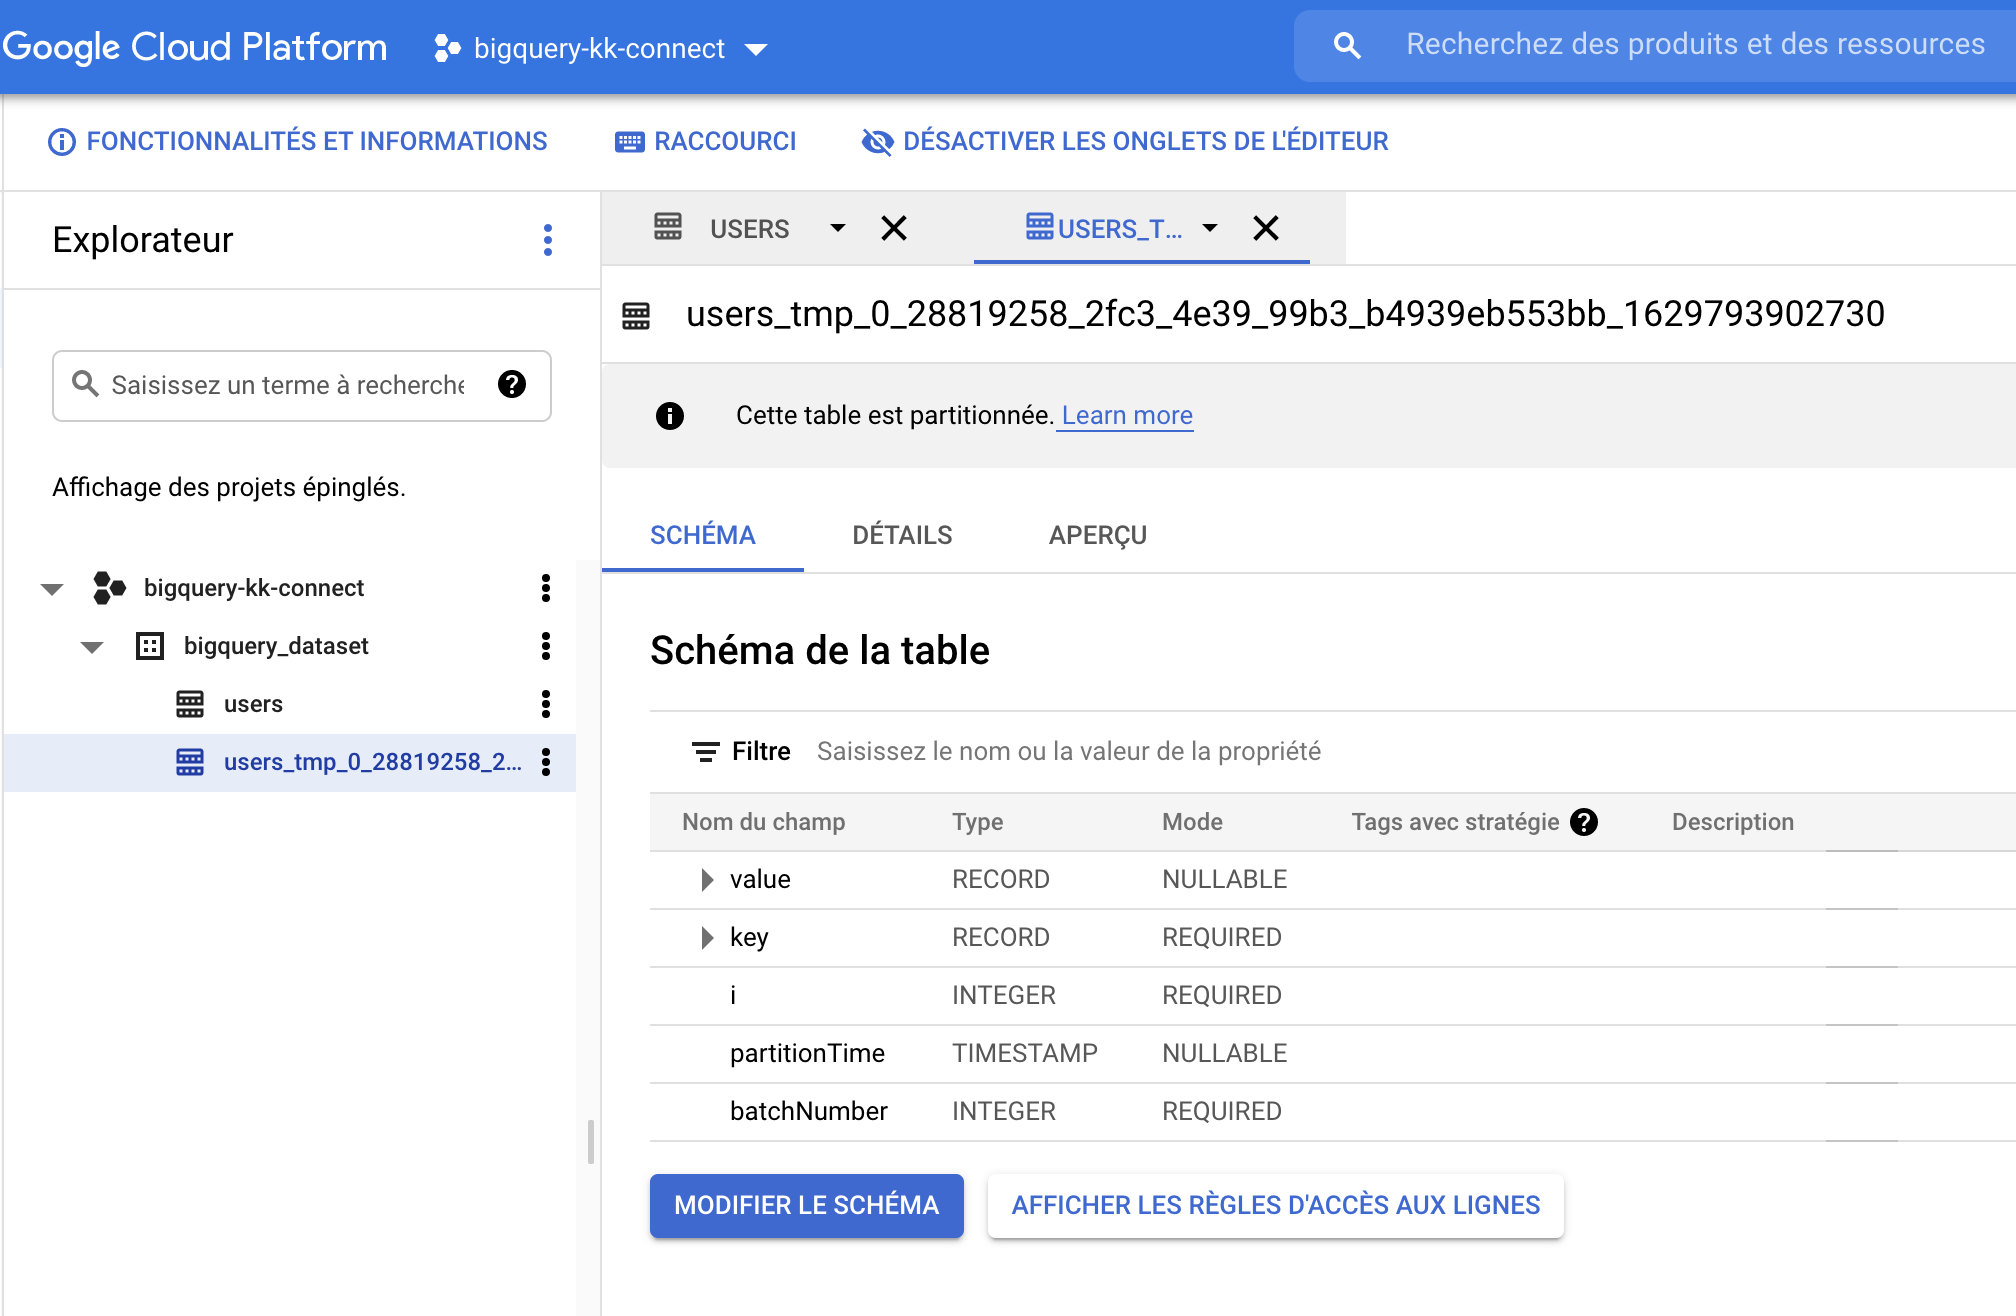 Google Cloud Platform bigquery-kk-connect Recherchez des produits et des ressources
FONCTIONNALITÉS ET INFORMATIONS RACCOURCI DÉSACTIVER LES ONGLETS DE L'ÉDITEUR
Explorateur
Saisissez un terme à recherche
Affichage des projets épinglés.
bigquery-kk-connect
bigquery_dataset
users
users_tmp_0_28819258_2...
USERS USERS_T...
users_tmp_0_28819258_2fc3_4e39_99b3_b4939eb553bb_1629793902730
Cette table est partitionnée. Learn more
SCHÉMA DÉTAILS APERÇU
Schéma de la table
Filtre Saisissez le nom ou la valeur de la propriété
Nom du champ Type Mode Tags avec stratégie Description
value RECORD NULLABLE
key RECORD REQUIRED
i INTEGER REQUIRED
partitionTime TIMESTAMP NULLABLE
batchNumber INTEGER REQUIRED
MODIFIER LE SCHÉMA AFFICHER LES RÈGLES D'ACCÈS AUX LIGNES